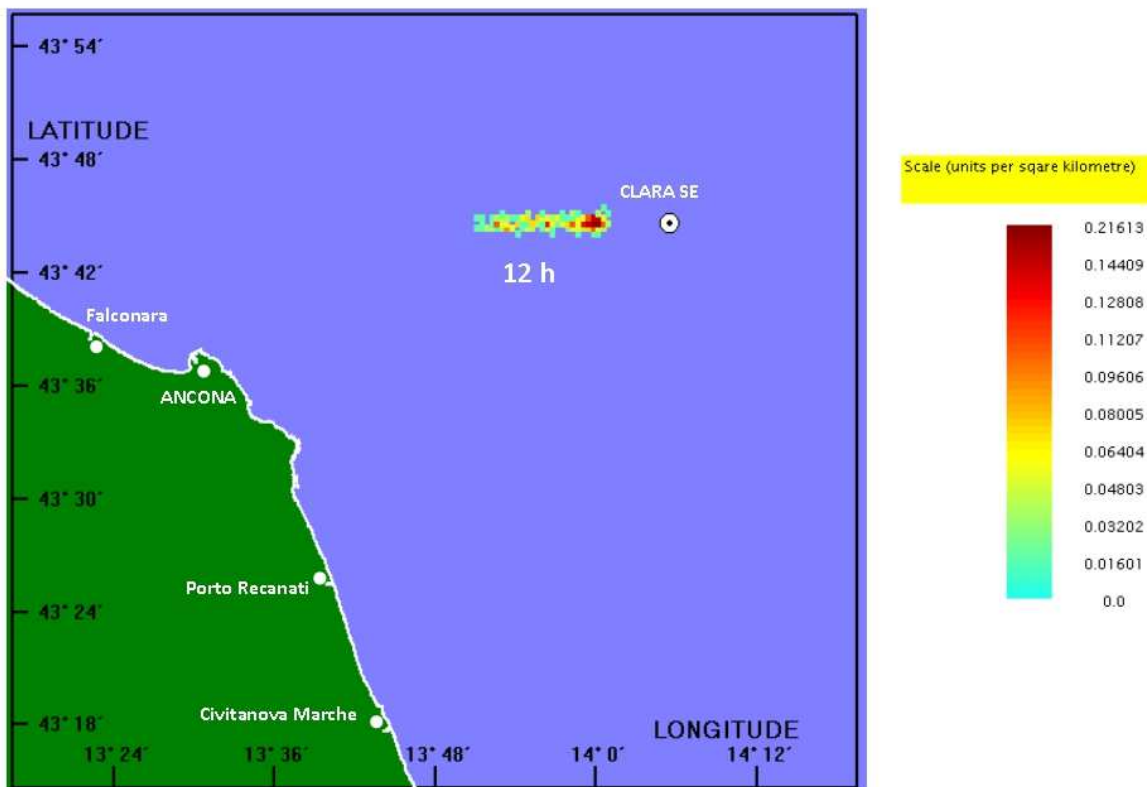 43° 54´
LATITUDE
43° 48´
CLARA SE
12 h
43° 42´
Falconara
43° 36´
ANCONA
43° 30´
Porto Recanati
43° 24´
Civitanova Marche
43° 18´
LONGITUDE
13° 24´
13° 36´
13° 48´
14° 0´
14° 12´
Scale (units per sqare kilometre)
0.21613
0.14409
0.12808
0.11207
0.09606
0.08005
0.06404
0.04803
0.03202
0.01601
0.0